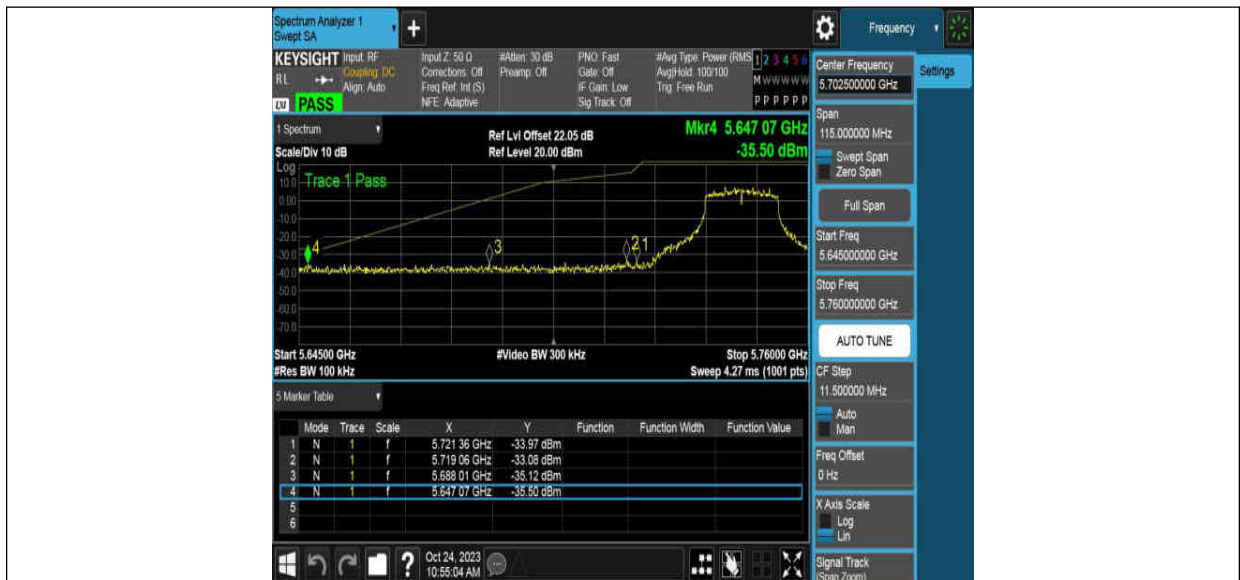 Spectrum Analyzer 1
Swept SA
+
Frequency
KEYSIGHT
RL
LXI PASS
Input: RF
Coupling: DC
Align: Auto
Input Z: 50 Ω
Corrections: Off
Freq Ref: Int (S)
NFE: Adaptive
#Atten: 30 dB
Preamp: Off
PNO: Fast
Gate: Off
IF Gain: Low
Sig Track: Off
#Avg Type: Power (RMS
Avg|Hold: 100/100
Trig: Free Run
1 2 3 4 5 6
M W W W W W
P P P P P P
1 Spectrum
Scale/Div 10 dB
Ref Lvl Offset 22.05 dB
Ref Level 20.00 dBm
Mkr4 5.647 07 GHz
-35.50 dBm
Log
Trace 1 Pass
10.0
0.00
-10.0
-20.0
-30.0
-40.0
-50.0
-60.0
-70.0
4
3
2
1
Start 5.64500 GHz
#Res BW 100 kHz
#Video BW 300 kHz
Stop 5.76000 GHz
Sweep 4.27 ms (1001 pts)
5 Marker Table
Mode Trace Scale X Y Function Function Width Function Value
1 N 1 f 5.721 36 GHz -33.97 dBm
2 N 1 f 5.719 06 GHz -33.08 dBm
3 N 1 f 5.688 01 GHz -35.12 dBm
4 N 1 f 5.647 07 GHz -35.50 dBm
5
6
?
Oct 24, 2023
10:55:04 AM
Center Frequency
5.702500000 GHz
Settings
Span
115.000000 MHz
Swept Span
Zero Span
Full Span
Start Freq
5.645000000 GHz
Stop Freq
5.760000000 GHz
AUTO TUNE
CF Step
11.500000 MHz
Auto
Man
Freq Offset
0 Hz
X Axis Scale
Log
Lin
Signal Track
(Span Zoom)